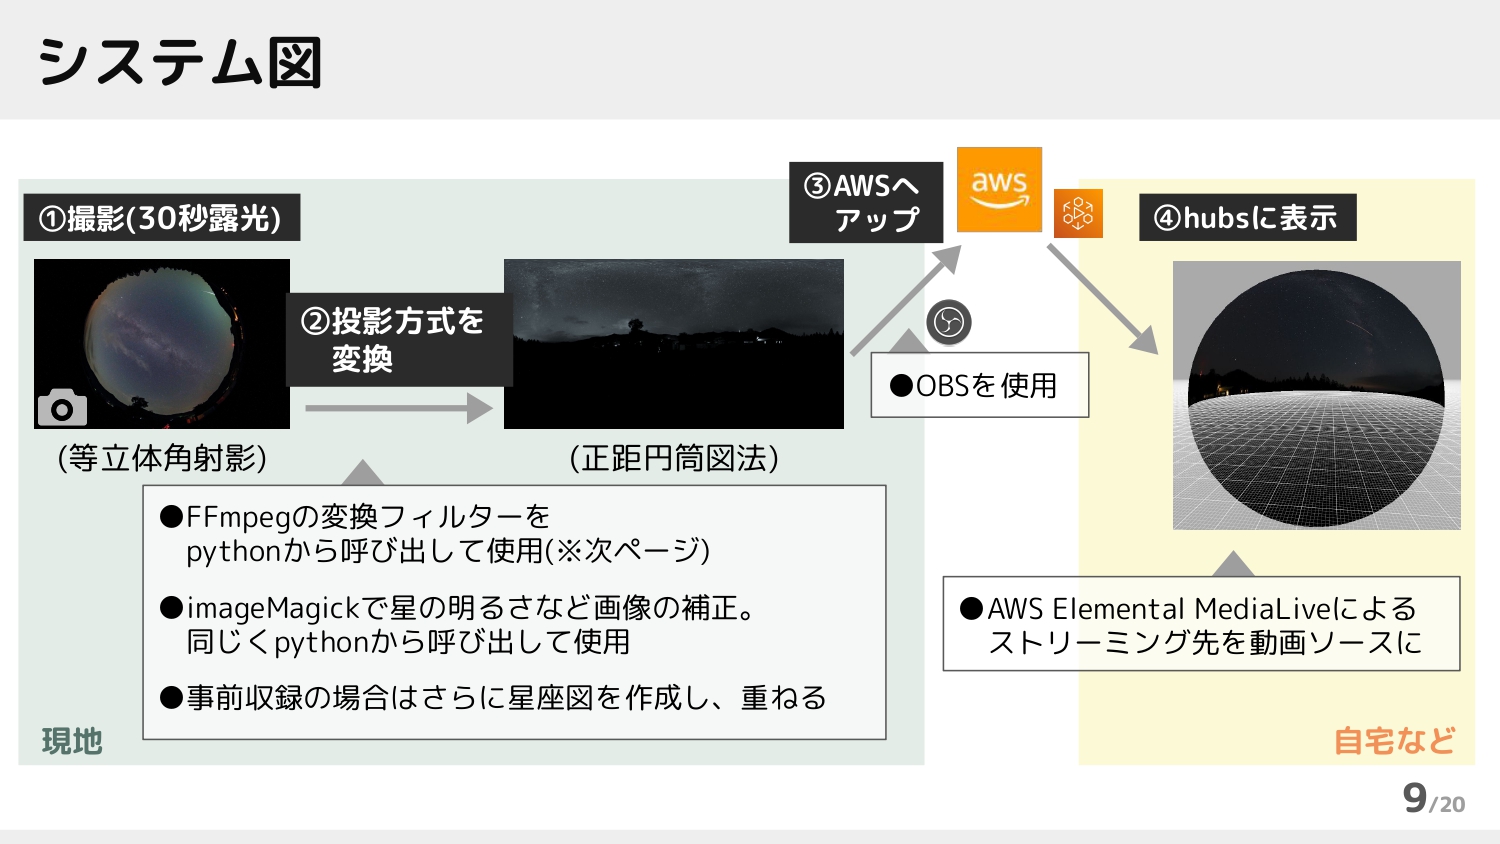 システム図
①撮影(30秒露光)
②投影方式を
変換
③AWSへ
アップ
aws
④hubsに表示
(等立体角射影)
(正距円筒図法)
●OBSを使用
●FFmpegの変換フィルターを
pythonから呼び出して使用(※次ページ)
●imageMagickで星の明るさなど画像の補正。
同じくpythonから呼び出して使用
●事前収録の場合はさらに星座図を作成し、重ねる
●AWS Elemental MediaLiveによる
ストリーミング先を動画ソースに
現地
自宅など
9/20